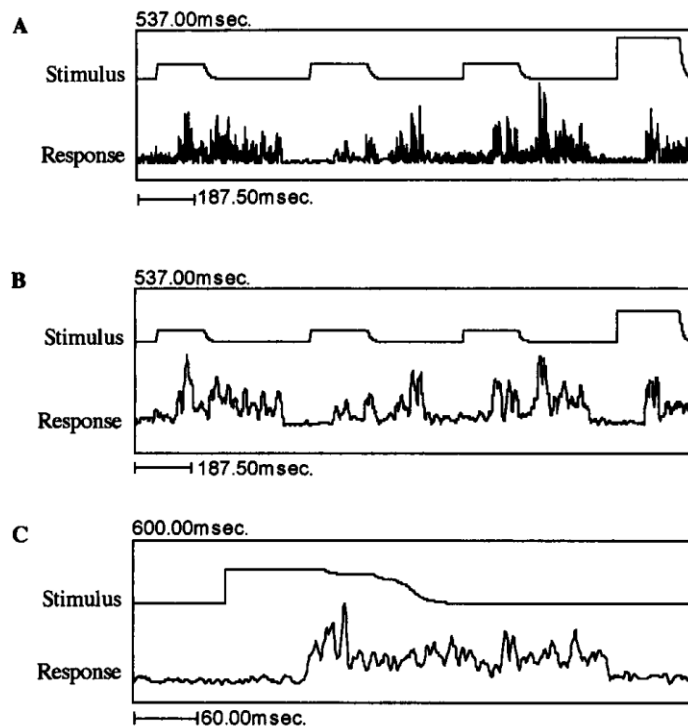 A
537.00msec.
Stimulus
Response
187.50msec.
B
537.00msec.
Stimulus
Response
187.50msec.
C
600.00msec.
Stimulus
Response
60.00msec.